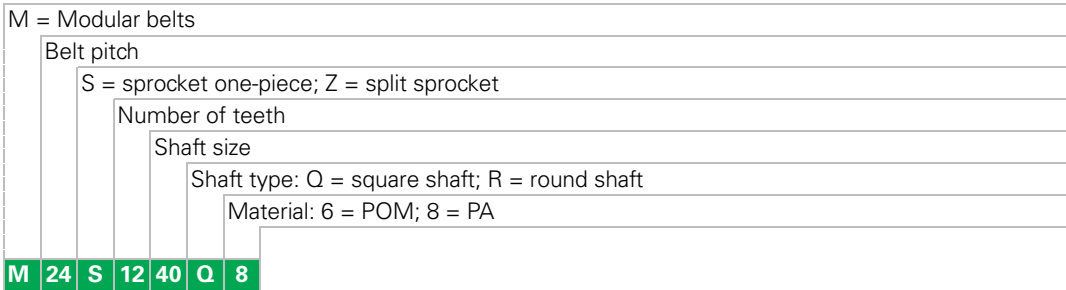 M = Modular belts
Belt pitch
S = sprocket one-piece; Z = split sprocket
Number of teeth
Shaft size
Shaft type: Q = square shaft; R = round shaft
Material: 6 = POM; 8 = PA
M 24 S 12 40 Q 8